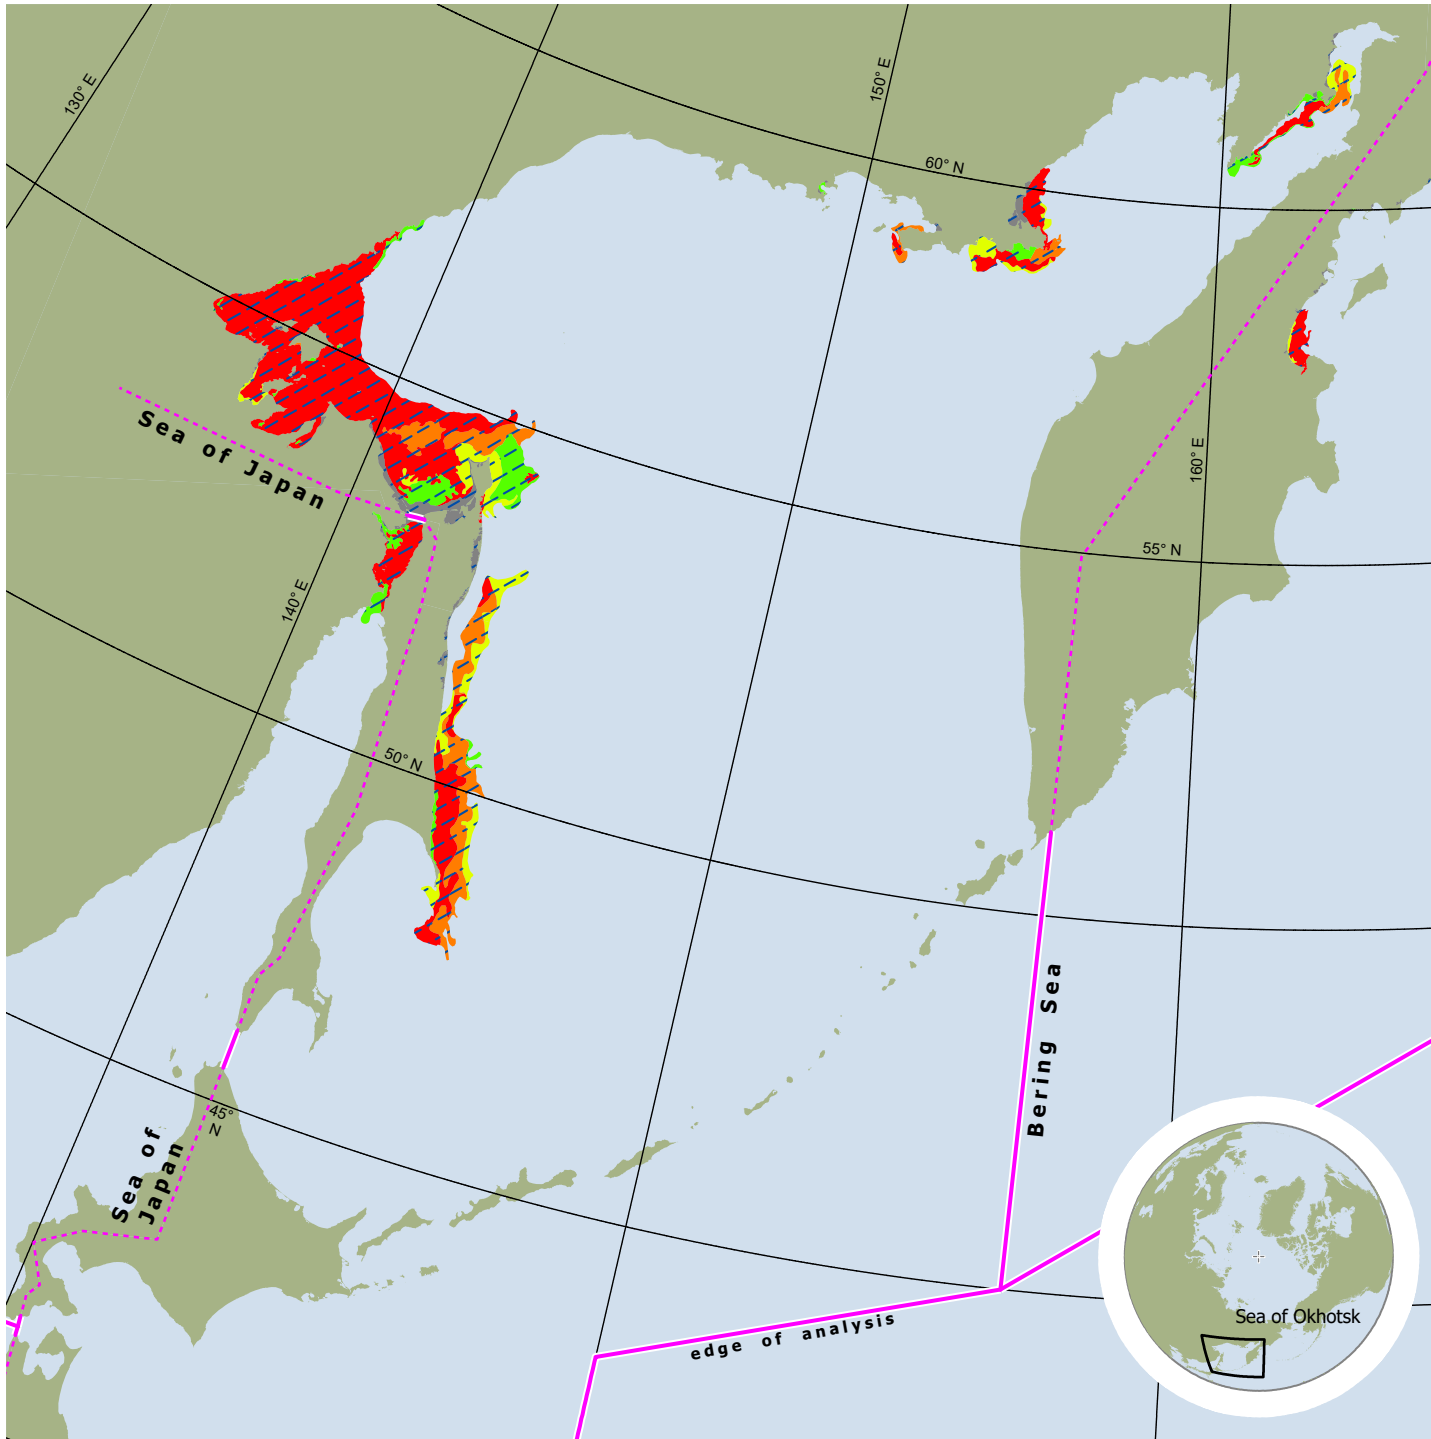 130° E
150° E
60° N
Sea of Japan
160° E
55° N
140° E
50° N
Bering Sea
45°
N
Sea of
Japan
Sea of Okhotsk
edge of analysis